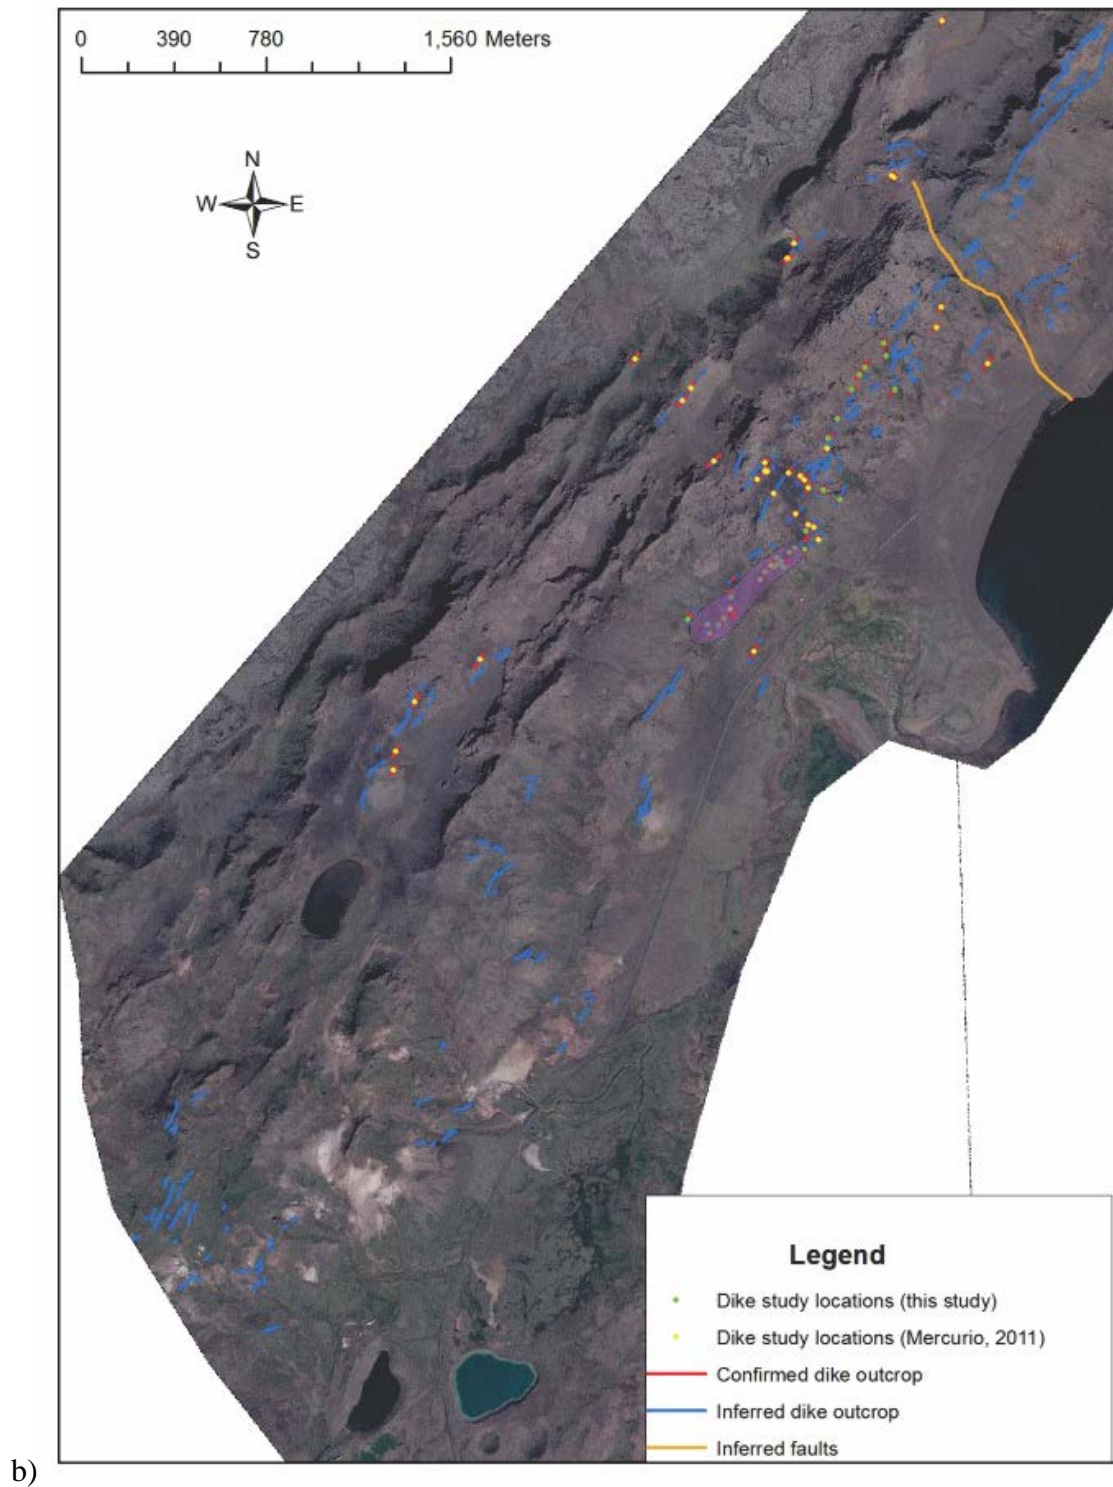 0 390 780 1,560 Meters
N
W E
S
Legend
Dike study locations (this study)
Dike study locations (Mercurio, 2011)
Confirmed dike outcrop
Inferred dike outcrop
Inferred faults
b)